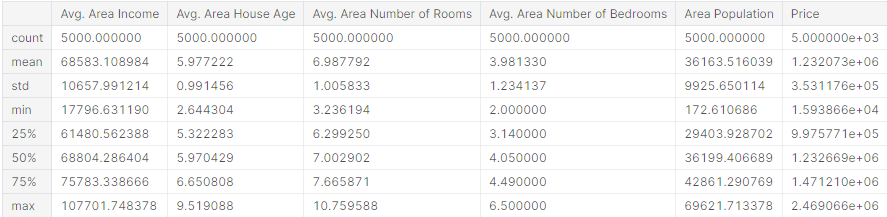 Avg. Area Income Avg. Area House Age Avg. Area Number of Rooms Avg. Area Number of Bedrooms Area Population Price
count 5000.000000 5000.000000 5000.000000 5000.000000 5000.000000 5.000000e+03
mean 68583.108984 5.977222 6.987792 3.981330 36163.516039 1.232073e+06
std 10657.991214 0.991456 1.005833 1.234137 9925.650114 3.531176e+05
min 17796.631190 2.644304 3.236194 2.000000 172.610686 1.593866e+04
25% 61480.562388 5.322283 6.299250 3.140000 29403.928702 9.975771e+05
50% 68804.286404 5.970429 7.002902 4.050000 36199.406689 1.232669e+06
75% 75783.338666 6.650808 7.665871 4.490000 42861.290769 1.471210e+06
max 107701.748378 9.519088 10.759588 6.500000 69621.713378 2.469066e+06